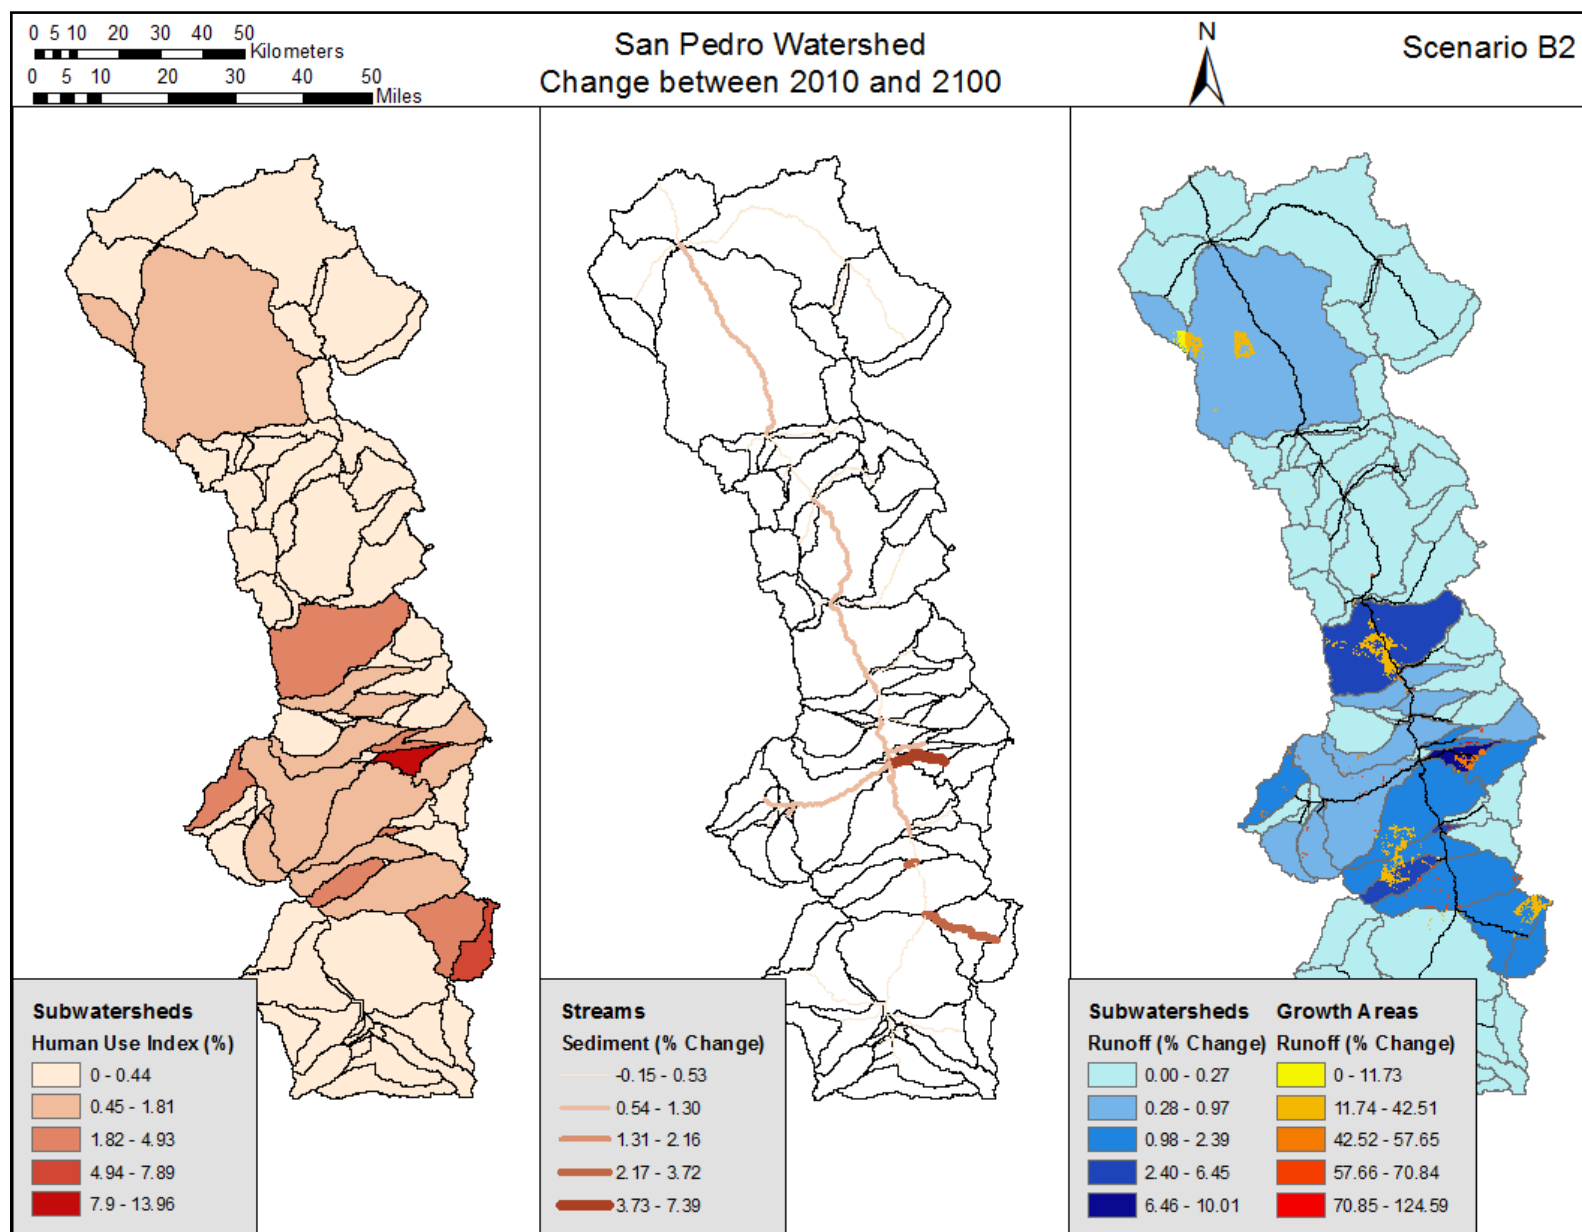 0 5 10 20 30 40 50
Kilometers
0 5 10 20 30 40 50
Miles
San Pedro Watershed
Change between 2010 and 2100
N
Scenario B2
Subwatersheds
Human Use Index (%)
0 - 0.44
0.45 - 1.81
1.82 - 4.93
4.94 - 7.89
7.9 - 13.96
Streams
Sediment (% Change)
-0.15 - 0.53
0.54 - 1.30
1.31 - 2.16
2.17 - 3.72
3.73 - 7.39
Subwatersheds
Runoff (% Change)
0.00 - 0.27
0.28 - 0.97
0.98 - 2.39
2.40 - 6.45
6.46 - 10.01
Growth Areas
Runoff (% Change)
0 - 11.73
11.74 - 42.51
42.52 - 57.65
57.66 - 70.84
70.85 - 124.59